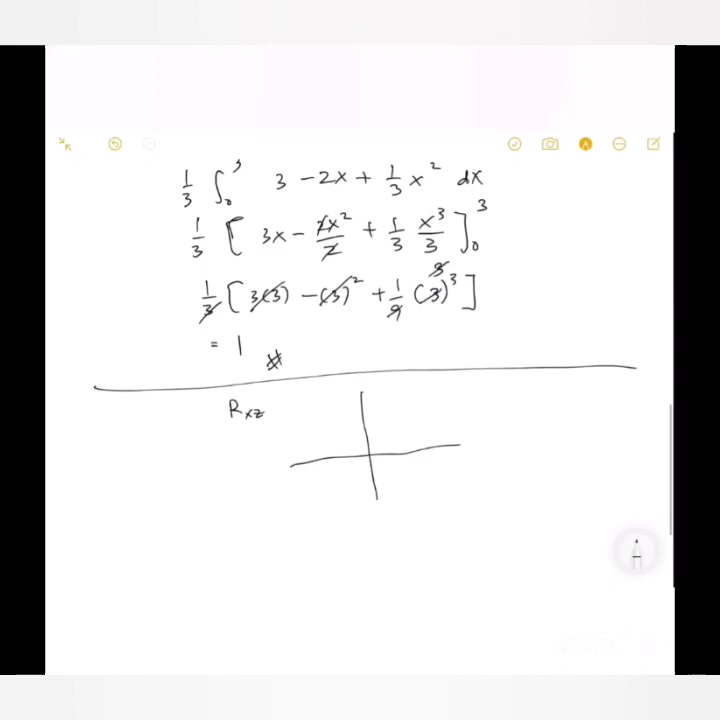 1/3 ∫₀³ 3 - 2x + 1/3 x² dx
1/3 [ 3x - 2x²/2 + 1/3 x³/3 ]₀³
1/3 [ 3(3) - (3)² + 1/9 (3)³ ]
= 1
Rxz